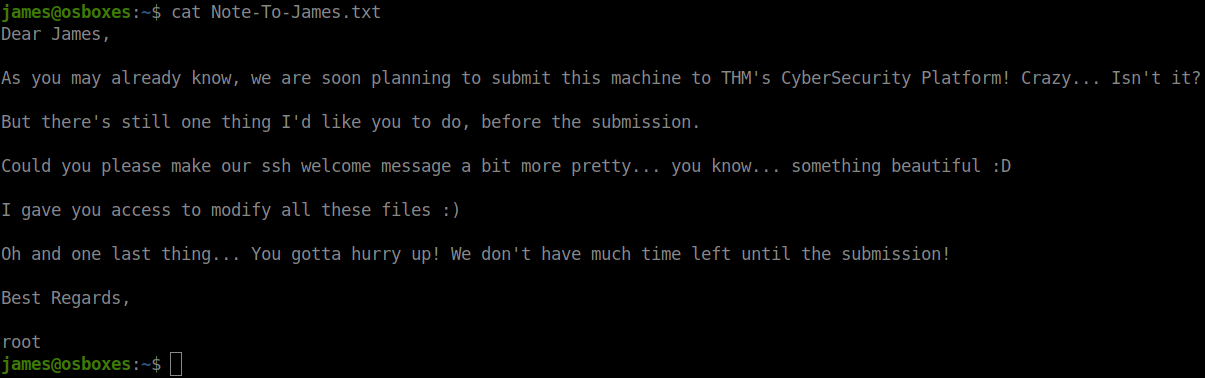 james@osboxes:~$ cat Note-To-James.txt
Dear James,
As you may already know, we are soon planning to submit this machine to THM's CyberSecurity Platform! Crazy... Isn't it?
But there's still one thing I'd like you to do, before the submission.
Could you please make our ssh welcome message a bit more pretty... you know... something beautiful :D
I gave you access to modify all these files :)
Oh and one last thing... You gotta hurry up! We don't have much time left until the submission!
Best Regards,
root
james@osboxes:~$